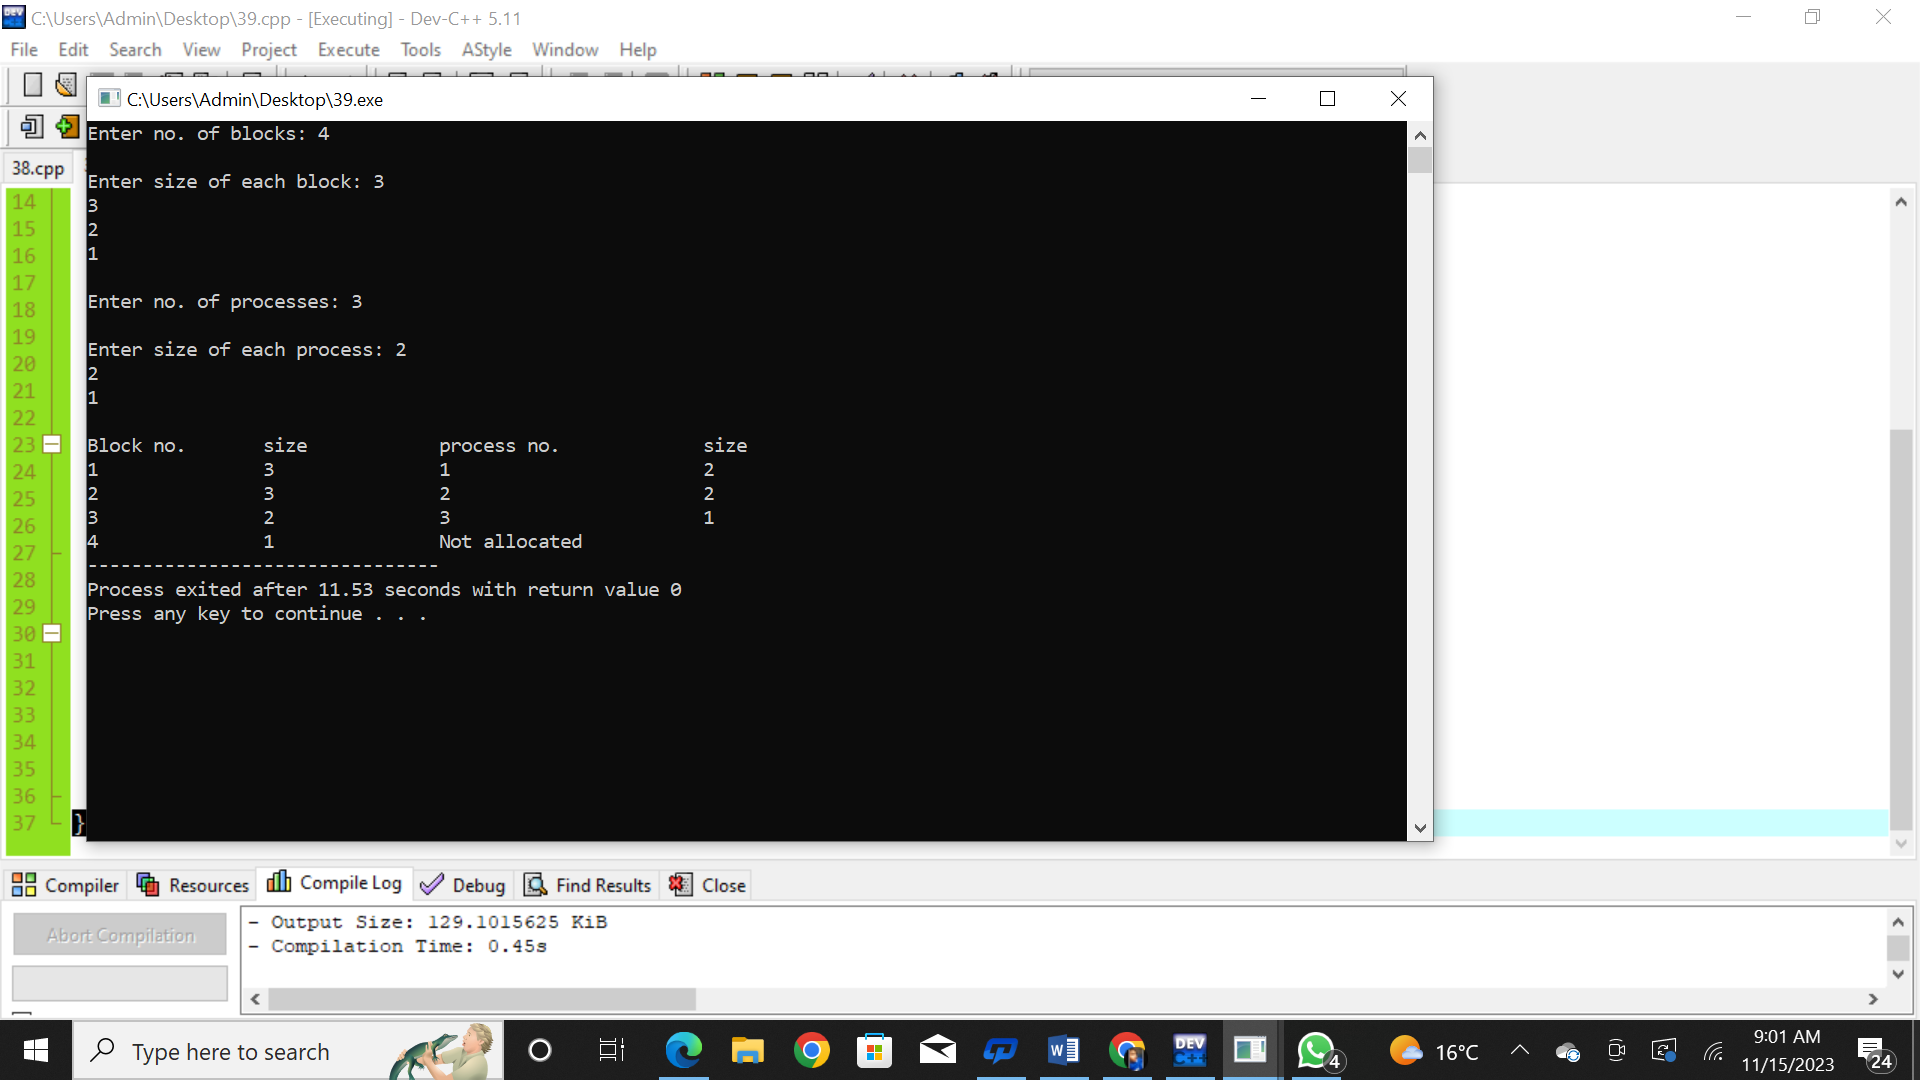 C:\Users\Admin\Desktop\39.cpp - [Executing] - Dev-C++ 5.11
File Edit Search View Project Execute Tools AStyle Window Help
C:\Users\Admin\Desktop\39.exe
38.cpp
Enter no. of blocks: 4
Enter size of each block: 3
3
2
1
Enter no. of processes: 3
Enter size of each process: 2
2
1
Block no. size process no. size
1 3 1 2
2 3 2 2
3 2 3 1
4 1 Not allocated
--------------------------------
Process exited after 11.53 seconds with return value 0
Press any key to continue . . .
14
15
16
17
18
19
20
21
22
23
24
25
26
27
28
29
30
31
32
33
34
35
36
37 }
Compiler Resources Compile Log Debug Find Results Close
Abort Compilation
- Output Size: 129.1015625 KiB
- Compilation Time: 0.45s
Type here to search
DEV C++
4
16°C
9:01 AM
11/15/2023
24